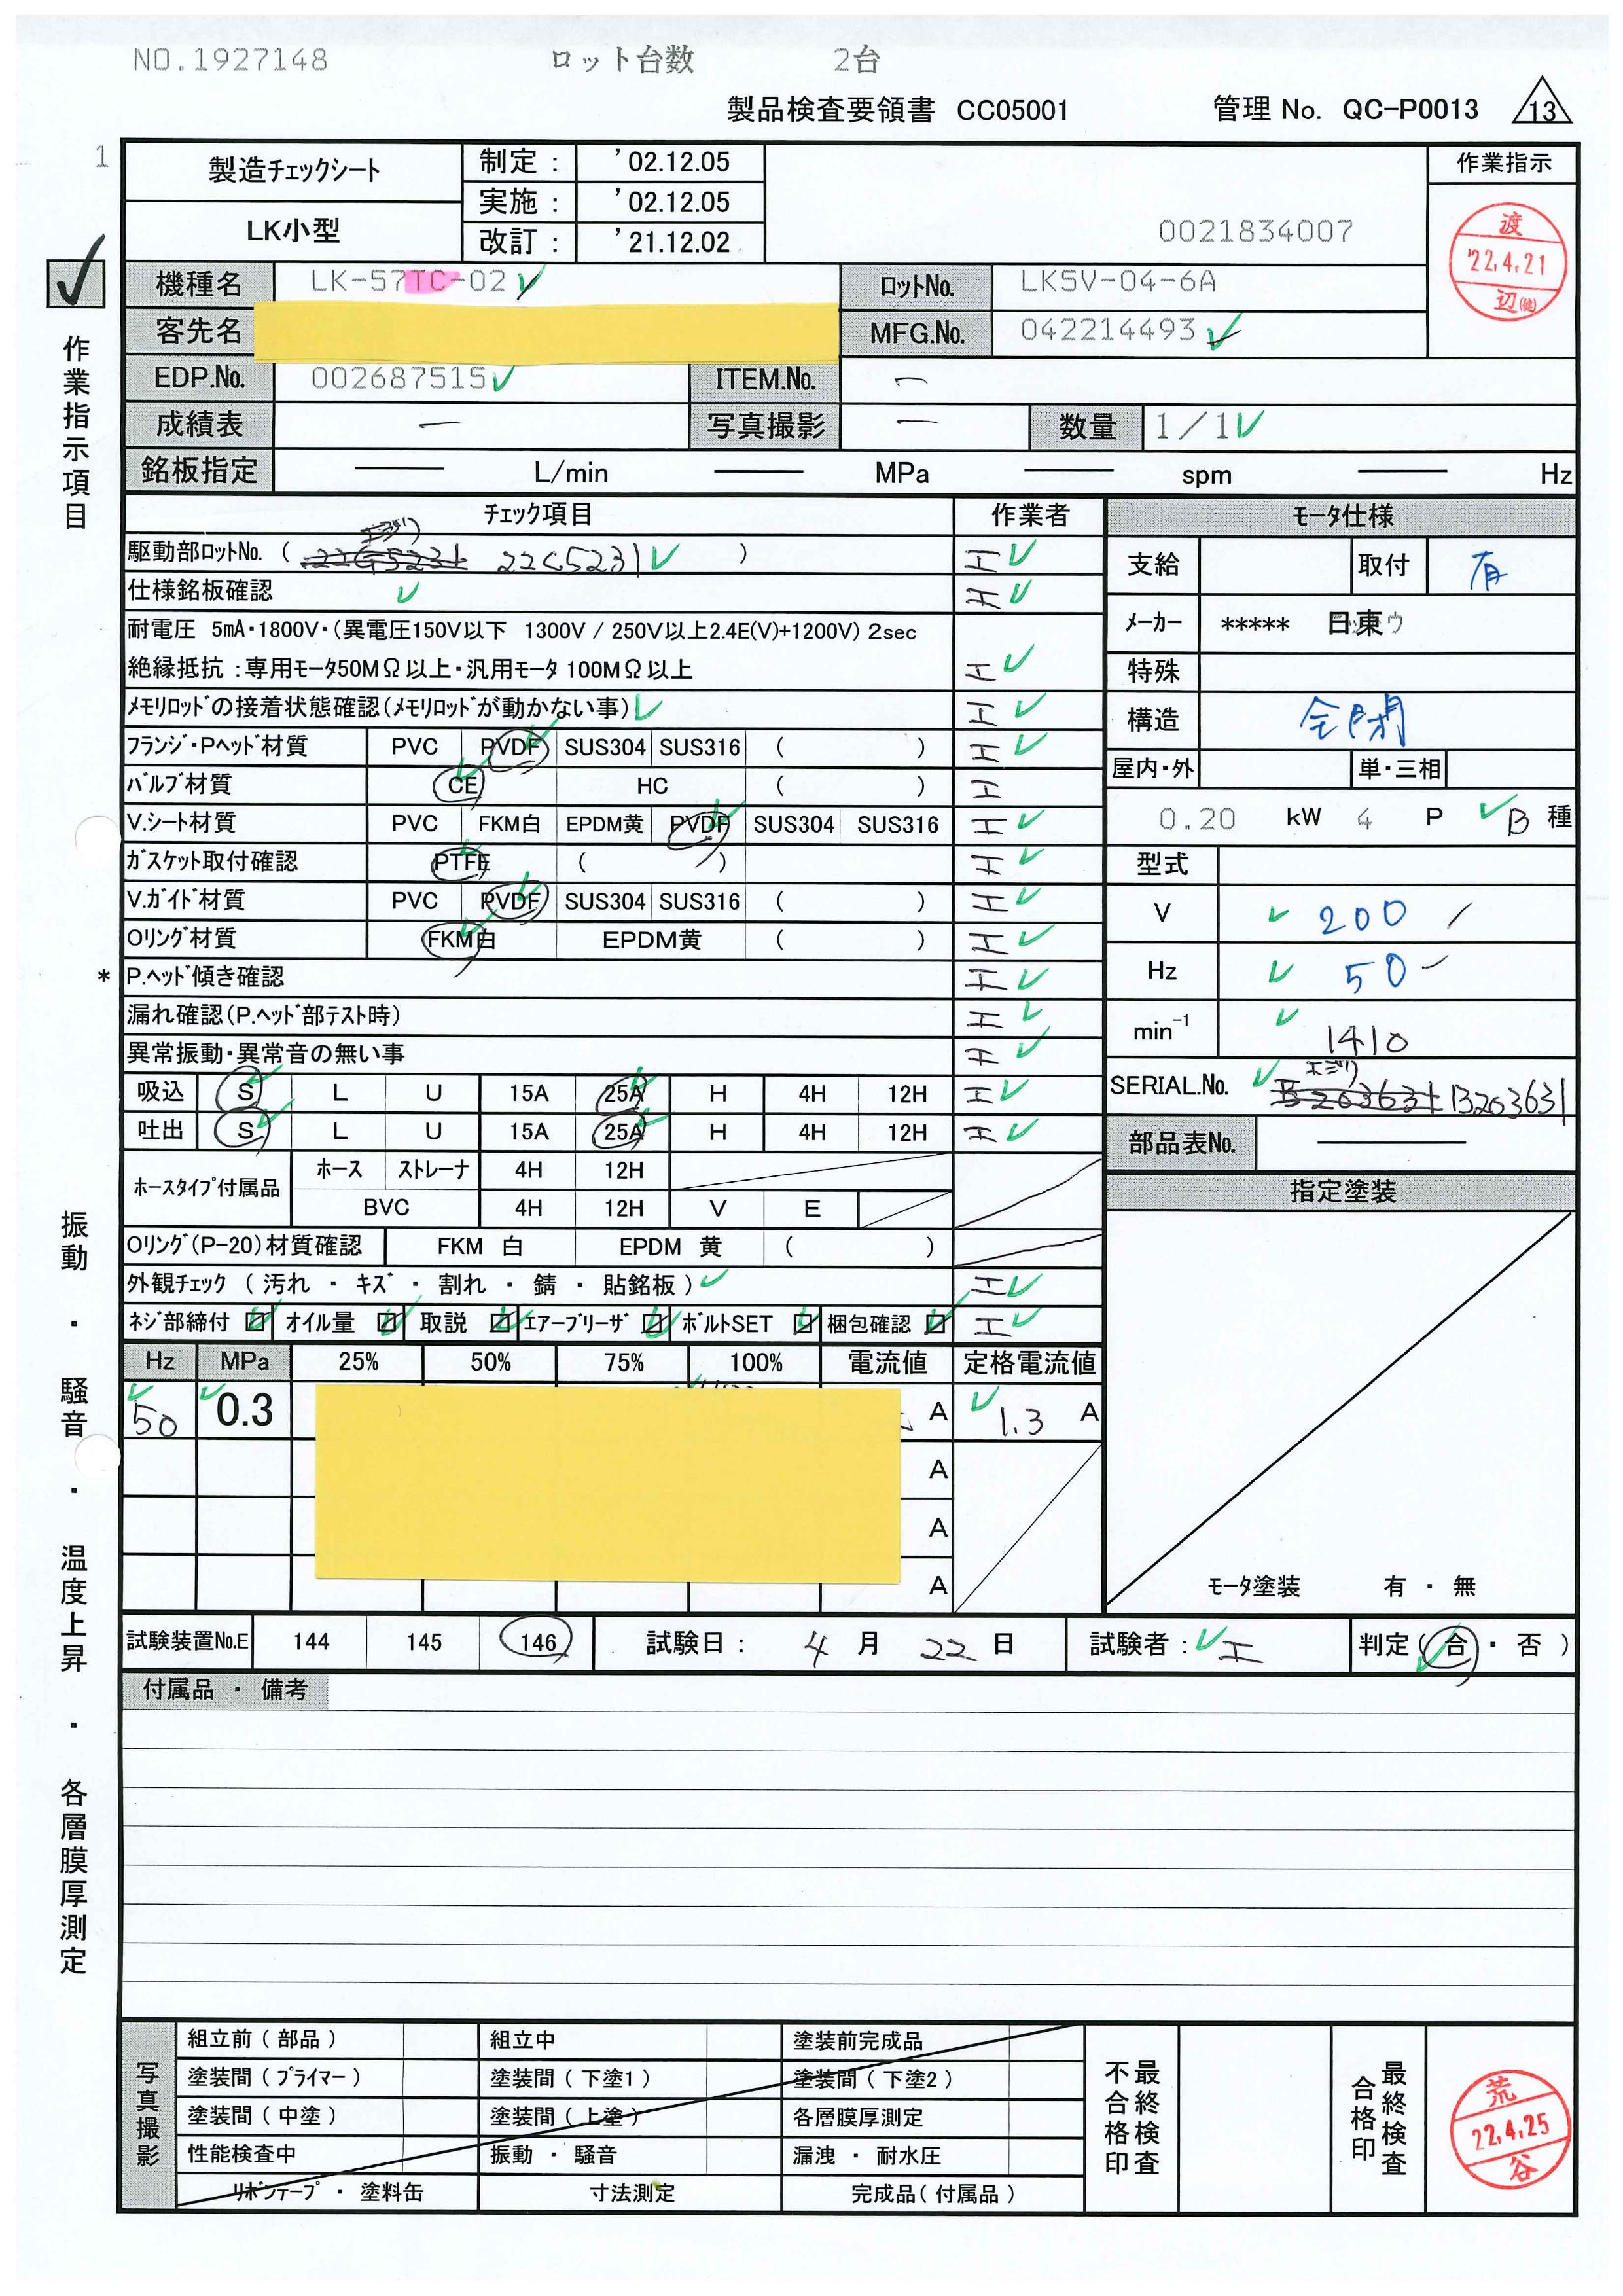 NO.1927148 ロット台数 2台
製品検査要領書 CC05001 管理 No. QC-P0013 13
1
製造チェックシート 制定 : '02.12.05 作業指示
LK小型 実施 : '02.12.05
改訂 : '21.12.02 0021834007
渡 '22.4.21 辺(健)
機種名 LK-57TC-02 ロットNo. LK5V-04-6A
客先名 MFG.No. 042214493
EDP.No. 002687515 ITEM.No. ー
成績表 ー 写真撮影 ー 数量 1/1
銘板指定 L/min MPa spm Hz
作業指示項目
チェック項目 作業者 モータ仕様
駆動部ロットNo. ( 22G5231 22G5231 ) エ
仕様銘板確認 エ
支給 取付 有
耐電圧 5mA・1800V・(異電圧150V以下 1300V / 250V以上2.4E(V)+1200V) 2sec
メーカー ***** 日東
絶縁抵抗 : 専用モータ50MΩ以上・汎用モータ 100MΩ以上 エ
特殊
メモリロッドの接着状態確認(メモリロッドが動かない事) エ
構造 全閉
フランジ・Pヘッド材質 PVC PVDF SUS304 SUS316 ( ) エ
バルブ材質 CE HC ( ) エ
屋内・外 単・三相
V.シート材質 PVC FKM白 EPDM黄 PVDF SUS304 SUS316 エ
0.20 kW 4 P B 種
ガスケット取付確認 PTFE ( ) エ
型式
V.ガイド材質 PVC PVDF SUS304 SUS316 ( ) エ
V 200
Oリング材質 FKM白 EPDM黄 ( ) エ
* P.ヘッド傾き確認 エ
Hz 50
漏れ確認(P.ヘッド部テスト時) エ
min-1 1410
異常振動・異常音の無い事 エ
吸込 S L U 15A 25A H 4H 12H エ
SERIAL.No. B203631 B203631
吐出 S L U 15A 25A H 4H 12H エ
部品表No.
ホースタイプ付属品 ホース ストレーナ 4H 12H
BVC 4H 12H V E
指定塗装
Oリング(P-20)材質確認 FKM 白 EPDM 黄 ( )
外観チェック ( 汚れ ・ キズ ・ 割れ ・ 錆 ・ 貼銘板 ) エ
ネジ部締付 オイル量 取説 エアーブリーザ ボルトSET 梱包確認 エ
Hz MPa 25% 50% 75% 100% 電流値 定格電流値
50 0.3 A 1.3 A
A
A
A
モータ塗装 有 ・ 無
振動・騒音・温度上昇・各層膜厚測定
試験装置No.E 144 145 146 試験日 : 4 月 22 日 試験者 : エ 判定 ( 合 ・ 否 )
付属品 ・ 備考
写真撮影
組立前 ( 部品 ) 組立中 塗装前完成品
塗装間 ( プライマー ) 塗装間 ( 下塗1 ) 塗装間 ( 下塗2 )
塗装間 ( 中塗 ) 塗装間 ( 上塗 ) 各層膜厚測定
性能検査中 振動 ・ 騒音 漏洩 ・ 耐水圧
リボンテープ ・ 塗料缶 寸法測定 完成品( 付属品 )
最終検査不合格印
最終検査合格印
荒 22.4.25 谷